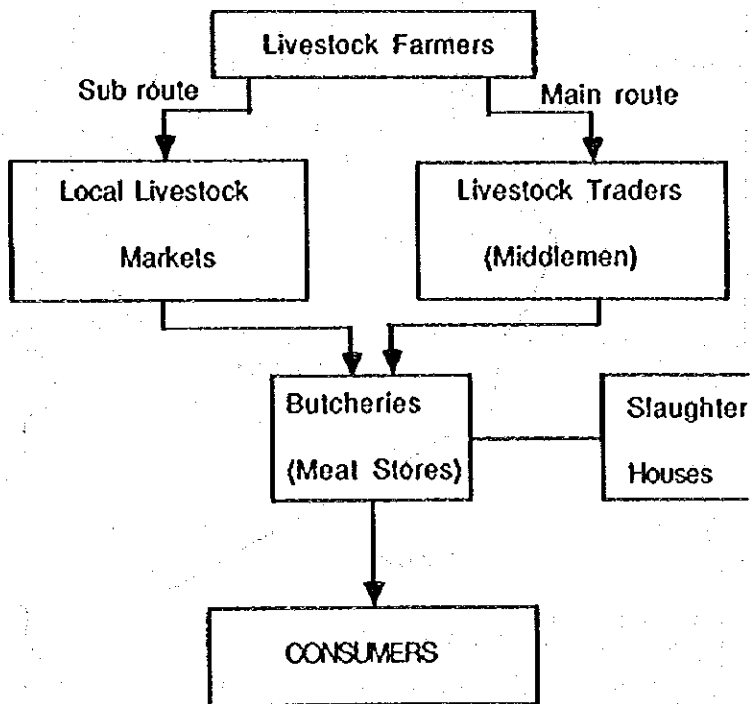 Livestock Farmers
Sub route
Main route
Local Livestock
Markets
Livestock Traders
(Middlemen)
Butcheries
(Meat Stores)
Slaughter
Houses
CONSUMERS